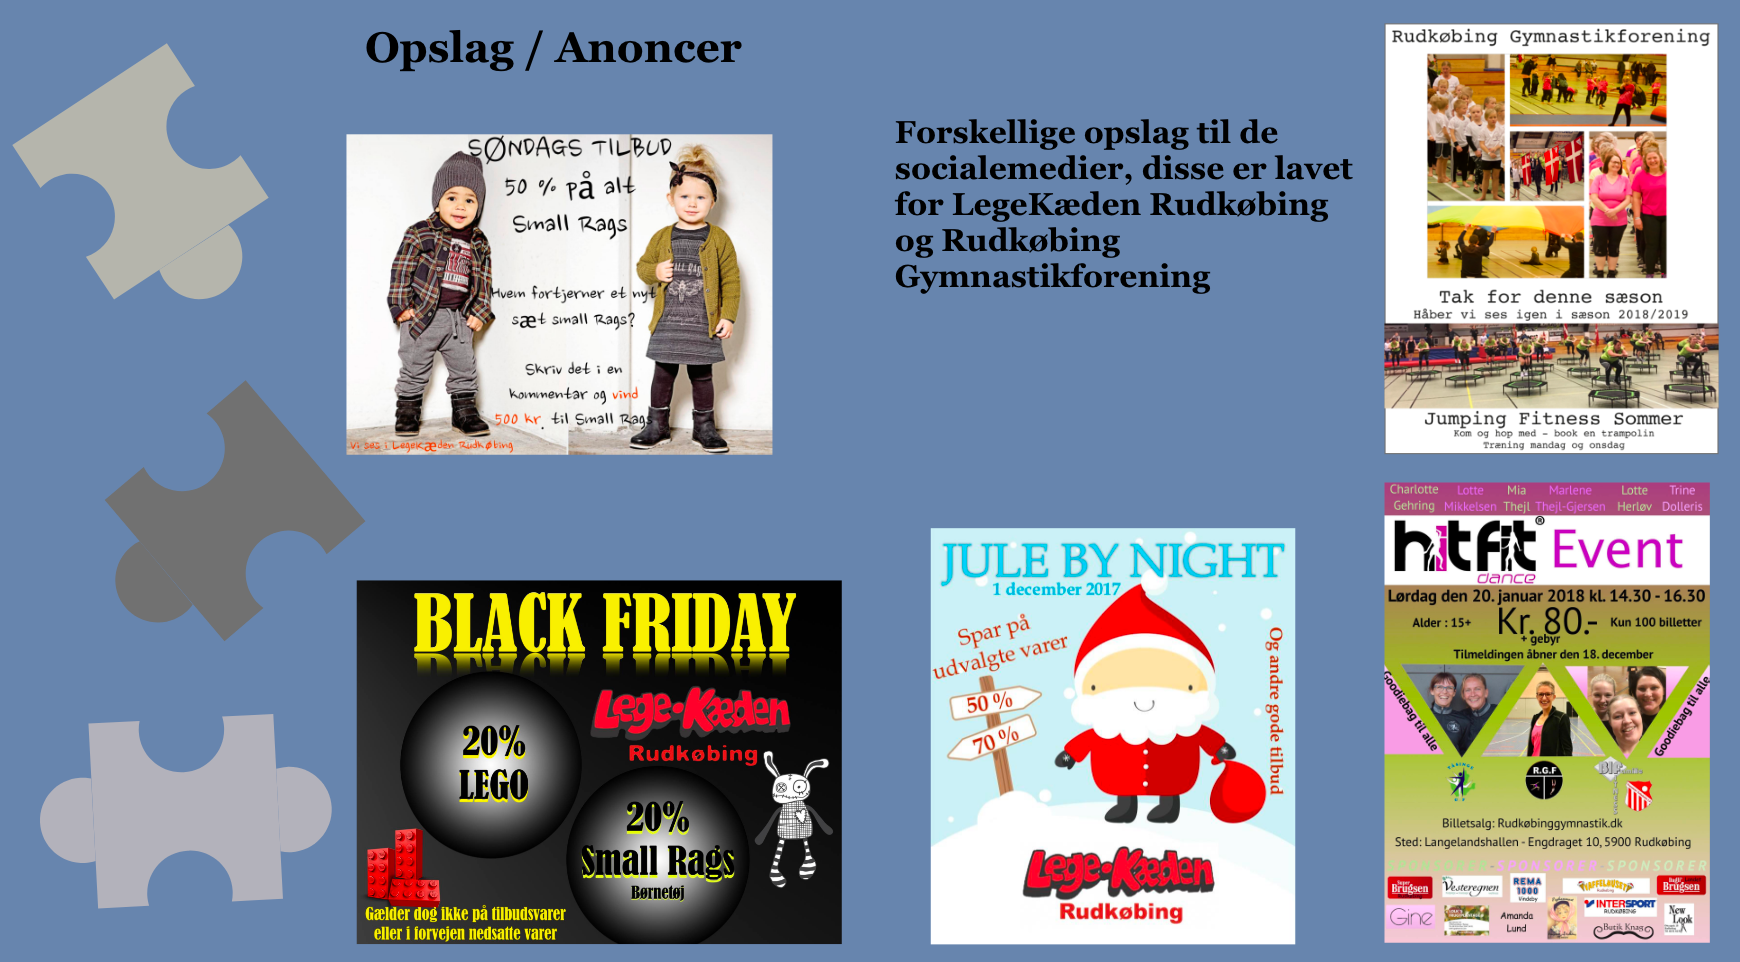 Opslag / Anoncer
SØNDAGS TILBUD
50 % på alt
Small Rags
Hvem fortjerner et nyt
sæt small Rags?
Skriv det i en
kommentar og vind
500 kr. til Small Rags
Vi ses i LegeKæden Rudkøbing
Forskellige opslag til de
socialemedier, disse er lavet
for LegeKæden Rudkøbing
og Rudkøbing
Gymnastikforening
Rudkøbing Gymnastikforening
Tak for denne sæson
Håber vi ses igen i sæson 2018/2019
Jumping Fitness Sommer
Kom og hop med - book en trampolin
Træning mandag og onsdag
BLACK FRIDAY
20%
LEGO
Lege•Kæden
Rudkøbing
20%
Small Rags
Børnetøj
Gælder dog ikke på tilbudsvarer
eller i forvejen nedsatte varer
JULE BY NIGHT
1 december 2017
Spar på
udvalgte varer
50 %
70 %
Og andre gode tilbud
Lege•Kæden
Rudkøbing
Charlotte Gehring
Lotte Mikkelsen
Mia Thejl
Marlene Thejl-Gjersen
Lotte Herløv
Trine Dolleris
hitfit® Event
dance
Lørdag den 20. januar 2018 kl. 14.30 - 16.30
Alder : 15+
Kr. 80.-
+ gebyr
Kun 100 billetter
Tilmeldingen åbner den 18. december
Goodiebag til alle
Goodiebag til alle
R.G.F
Billetsalg: Rudkøbinggymnastik.dk
Sted: Langelandshallen - Engdraget 10, 5900 Rudkøbing
SPONSORER-SPONSORER-SPONSORER
Brugsen
Vesteregnen
REMA
1000
Vindeby
Brugsen
Gine
Amanda
Lund
INTERSPORT
RUDKØBING
New
Look
Butik Knag